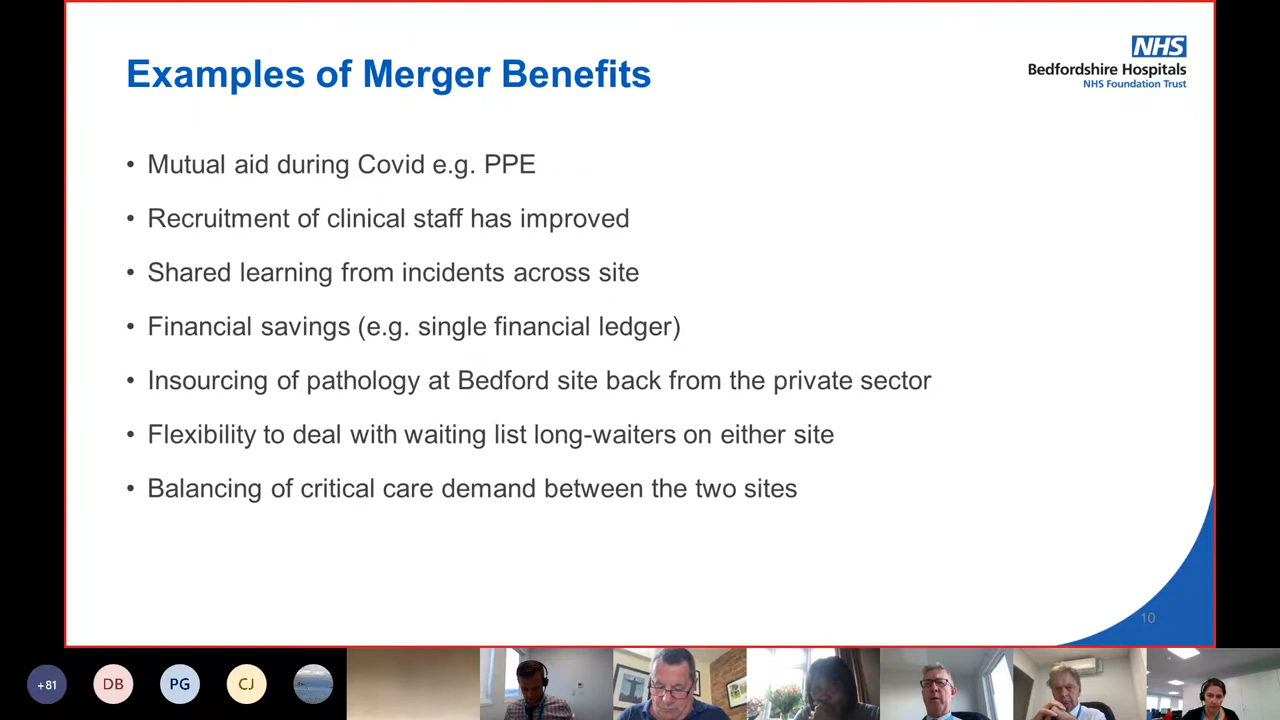 Examples of Merger Benefits
NHS
Bedfordshire Hospitals
NHS Foundation Trust
• Mutual aid during Covid e.g. PPE
• Recruitment of clinical staff has improved
• Shared learning from incidents across site
• Financial savings (e.g. single financial ledger)
• Insourcing of pathology at Bedford site back from the private sector
• Flexibility to deal with waiting list long-waiters on either site
• Balancing of critical care demand between the two sites
10
+81
DB
PG
CJ